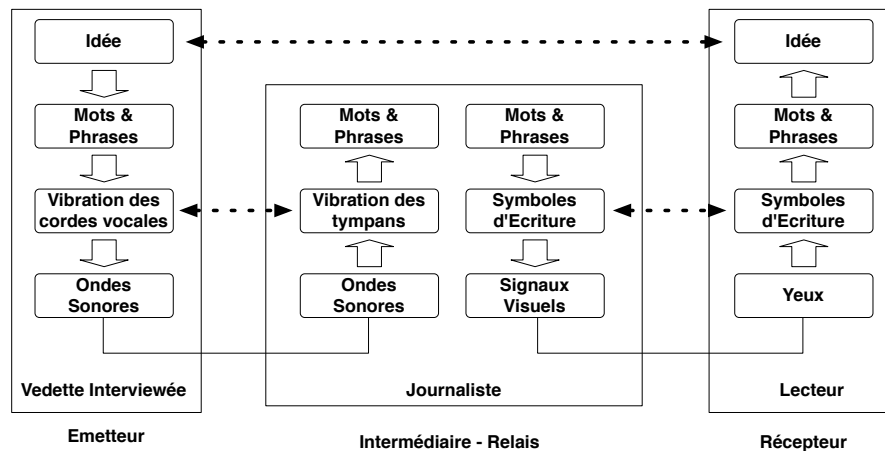 Idée
Mots &
Phrases
Vibration des
cordes vocales
Ondes
Sonores
Vedette Interviewée
Emetteur
Mots &
Phrases
Vibration des
tympans
Ondes
Sonores
Mots &
Phrases
Symboles
d'Ecriture
Signaux
Visuels
Journaliste
Intermédiaire - Relais
Idée
Mots &
Phrases
Symboles
d'Ecriture
Yeux
Lecteur
Récepteur